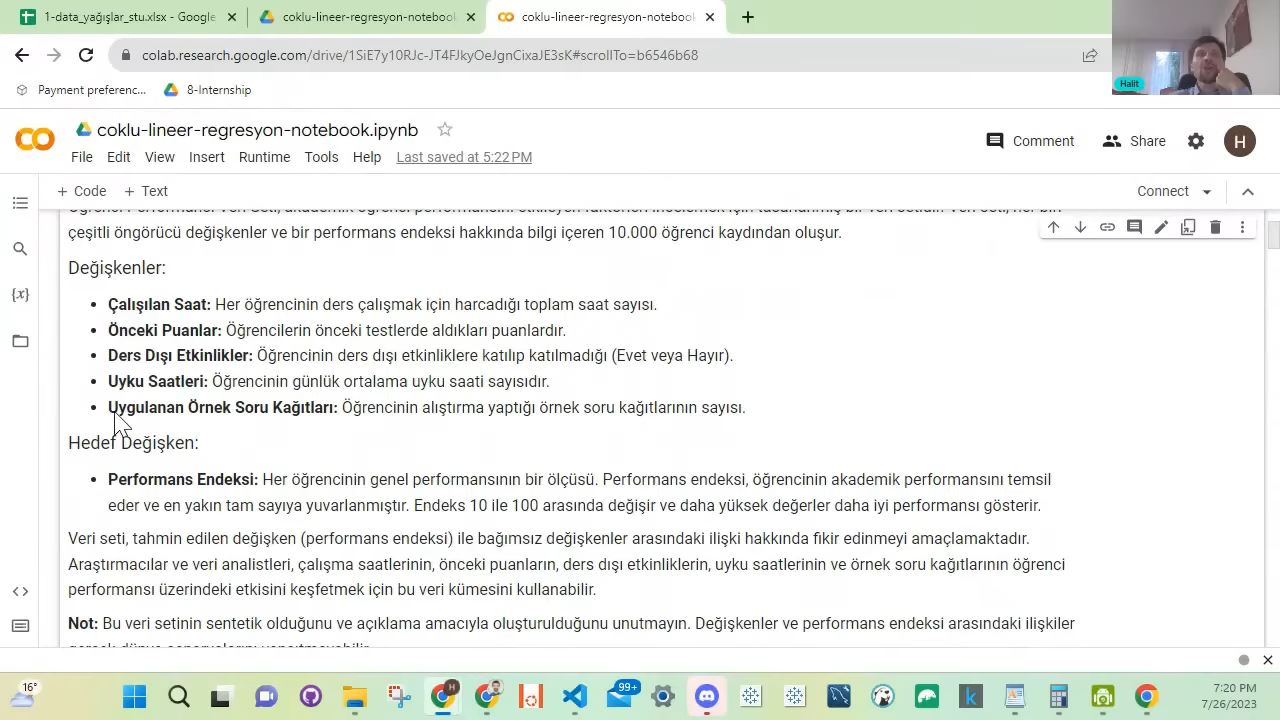 1-data_yağışlar_stu.xlsx - Google
coklu-lineer-regresyon-notebook
coklu-lineer-regresyon-notebook
colab.research.google.com/drive/1SiE7y10RJc-JT4FJkyOeJgnCixaJE3sK#scrollTo=b6546b68
Payment preferenc...
8-Internship
Halit
coklu-lineer-regresyon-notebook.ipynb
Comment
Share
H
File Edit View Insert Runtime Tools Help Last saved at 5:22 PM
+ Code + Text
Connect
çeşitli öngörücü değişkenler ve bir performans endeksi hakkında bilgi içeren 10.000 öğrenci kaydından oluşur.
Değişkenler:
• Çalışılan Saat: Her öğrencinin ders çalışmak için harcadığı toplam saat sayısı.
• Önceki Puanlar: Öğrencilerin önceki testlerde aldıkları puanlardır.
• Ders Dışı Etkinlikler: Öğrencinin ders dışı etkinliklere katılıp katılmadığı (Evet veya Hayır).
• Uyku Saatleri: Öğrencinin günlük ortalama uyku saati sayısıdır.
• Uygulanan Örnek Soru Kağıtları: Öğrencinin alıştırma yaptığı örnek soru kağıtlarının sayısı.
Hedef Değişken:
• Performans Endeksi: Her öğrencinin genel performansının bir ölçüsü. Performans endeksi, öğrencinin akademik performansını temsil
eder ve en yakın tam sayıya yuvarlanmıştır. Endeks 10 ile 100 arasında değişir ve daha yüksek değerler daha iyi performansı gösterir.
Veri seti, tahmin edilen değişken (performans endeksi) ile bağımsız değişkenler arasındaki ilişki hakkında fikir edinmeyi amaçlamaktadır.
Araştırmacılar ve veri analistleri, çalışma saatlerinin, önceki puanların, ders dışı etkinliklerin, uyku saatlerinin ve örnek soru kağıtlarının öğrenci
performansı üzerindeki etkisini keşfetmek için bu veri kümesini kullanabilir.
Not: Bu veri setinin sentetik olduğunu ve açıklama amacıyla oluşturulduğunu unutmayın. Değişkenler ve performans endeksi arasındaki ilişkiler
16°
99+
7:20 PM
7/26/2023